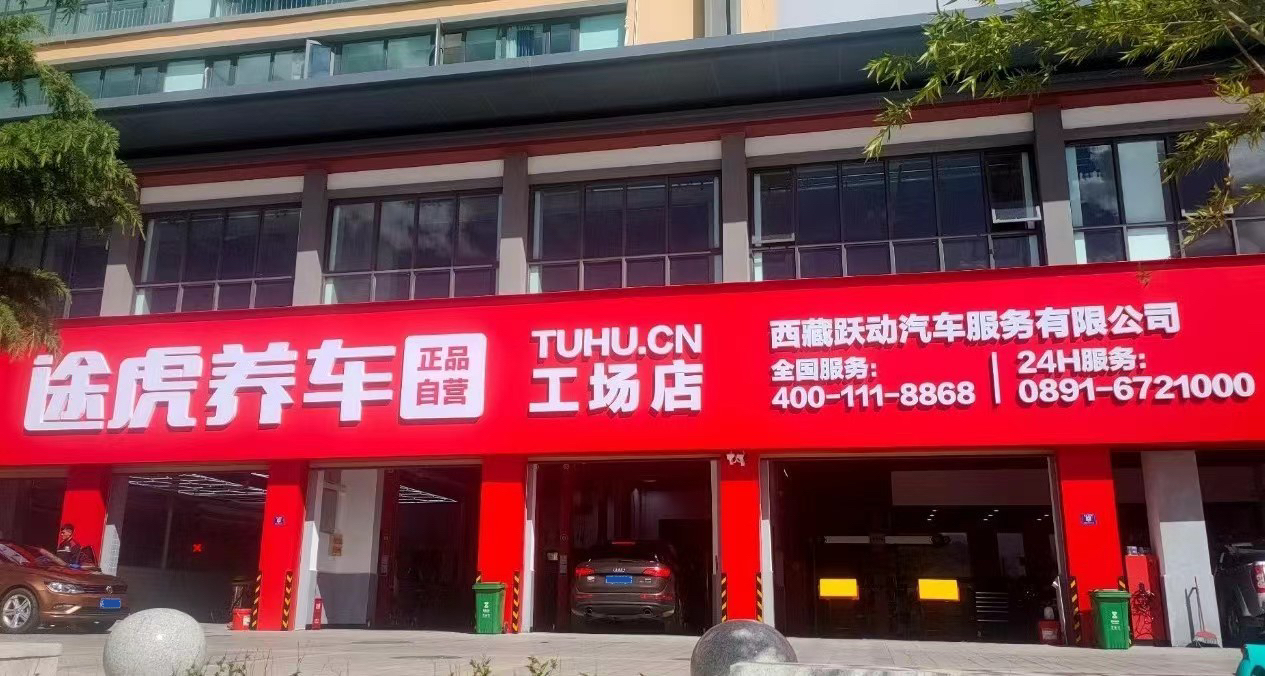 途虎养车
正品
自营
TUHU.CN
工场店
西藏跃动汽车服务有限公司
全国服务:
400-111-8868
24H服务:
0891-6721000